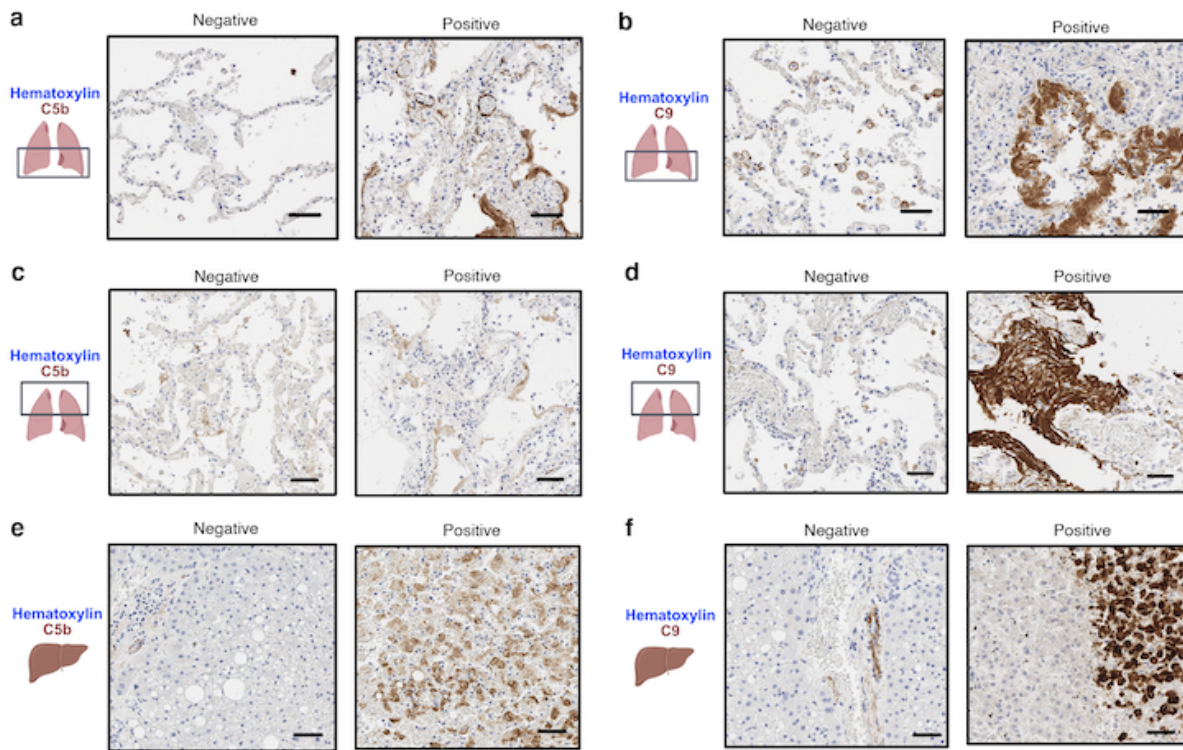 a
Negative
Positive
Hematoxylin
C5b
b
Negative
Positive
Hematoxylin
C9
c
Negative
Positive
Hematoxylin
C5b
d
Negative
Positive
Hematoxylin
C9
e
Negative
Positive
Hematoxylin
C5b
f
Negative
Positive
Hematoxylin
C9